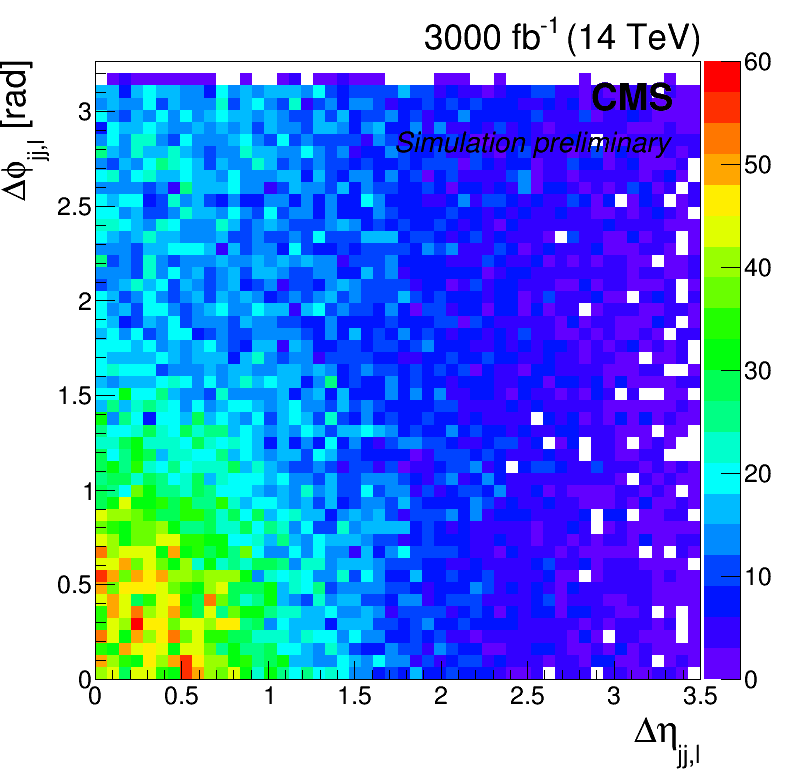 3000 fb-1 (14 TeV)
CMS
Simulation preliminary
Δϕjj,l [rad]
3
2.5
2
1.5
1
0.5
0
0 0.5 1 1.5 2 2.5 3 3.5
Δηjj,l
60
50
40
30
20
10
0